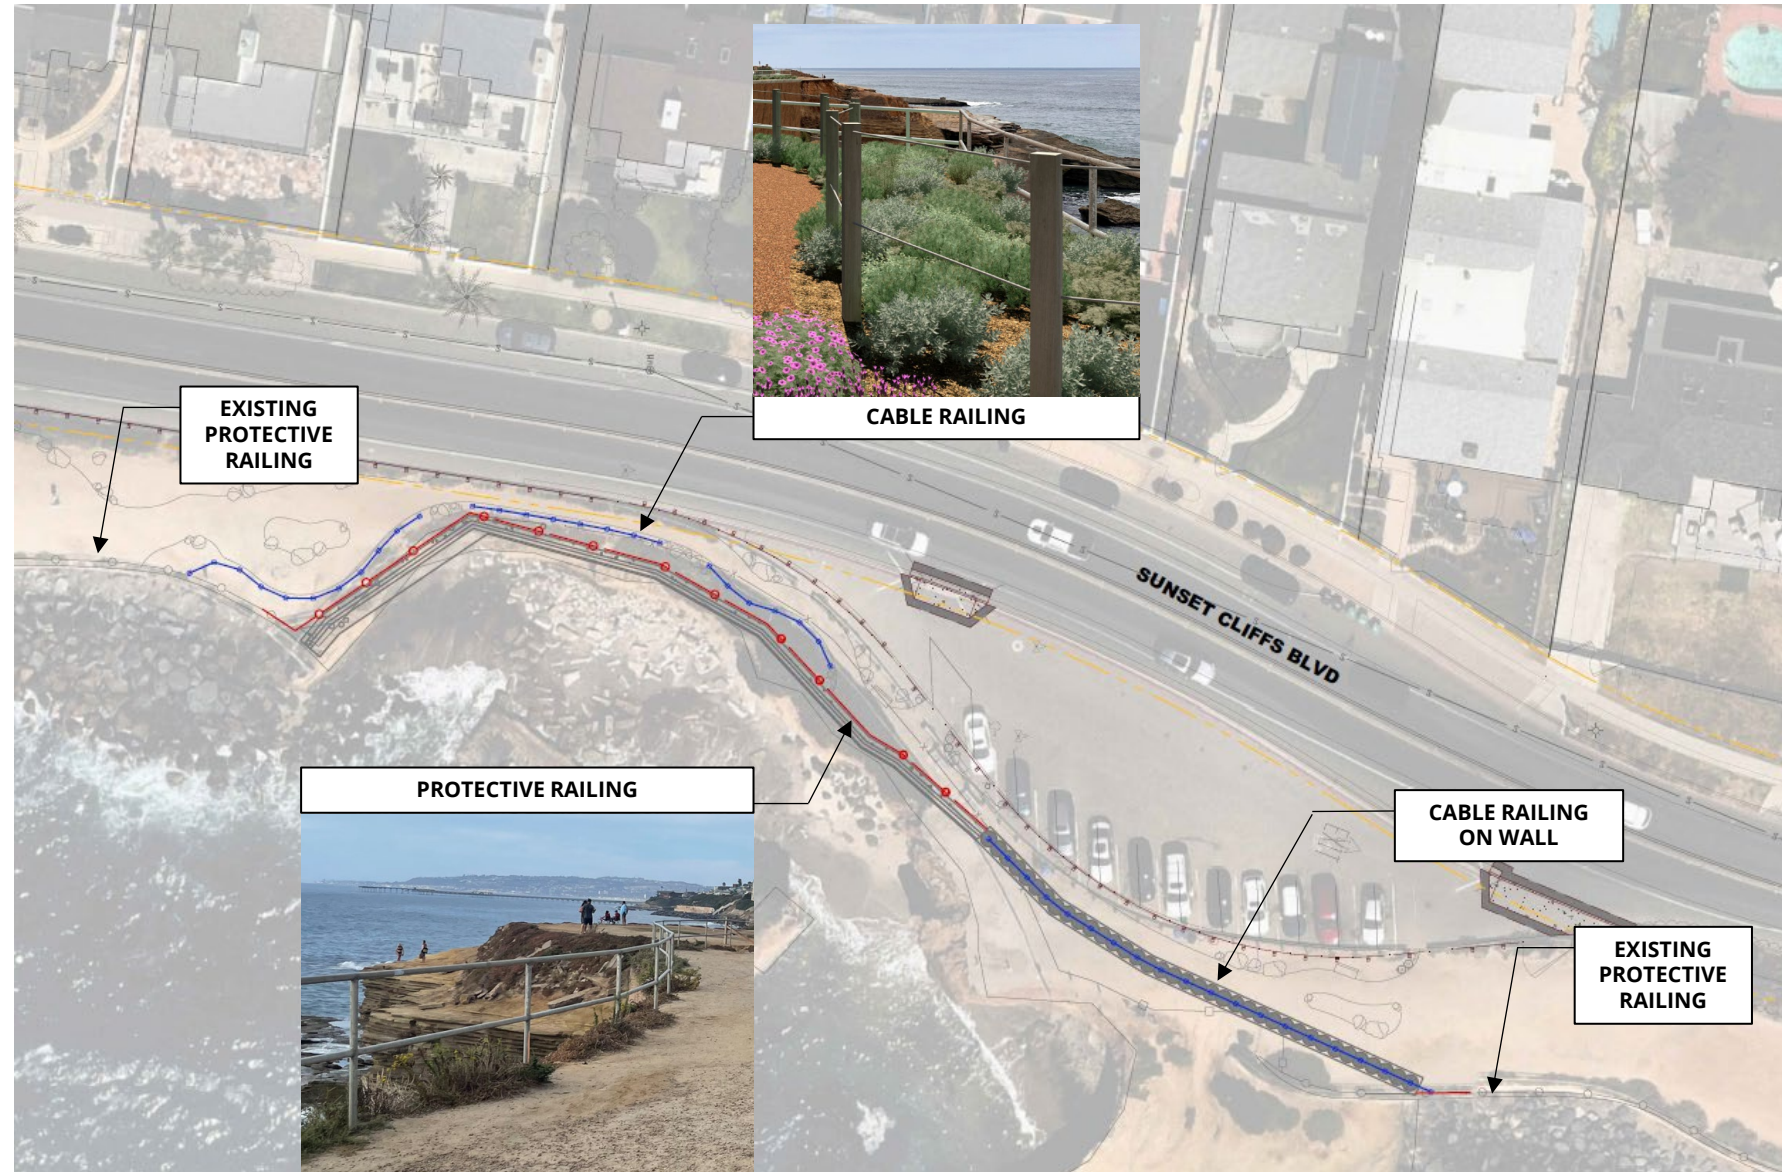 EXISTING
PROTECTIVE
RAILING
CABLE RAILING
SUNSET CLIFFS BLVD
PROTECTIVE RAILING
CABLE RAILING
ON WALL
EXISTING
PROTECTIVE
RAILING